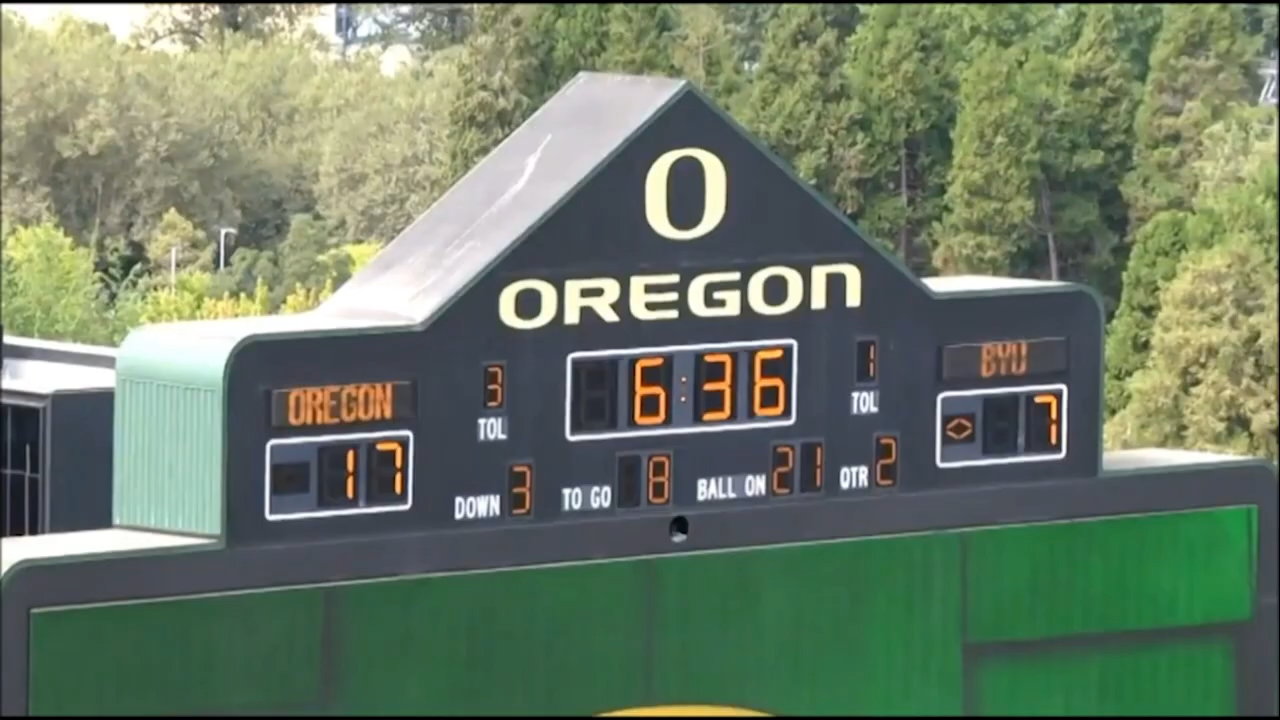 O
OREGON
OREGON
17
3
TOL
6:36
1
TOL
BYU
7
DOWN 3
TO GO 8
BALL ON 21
QTR 2